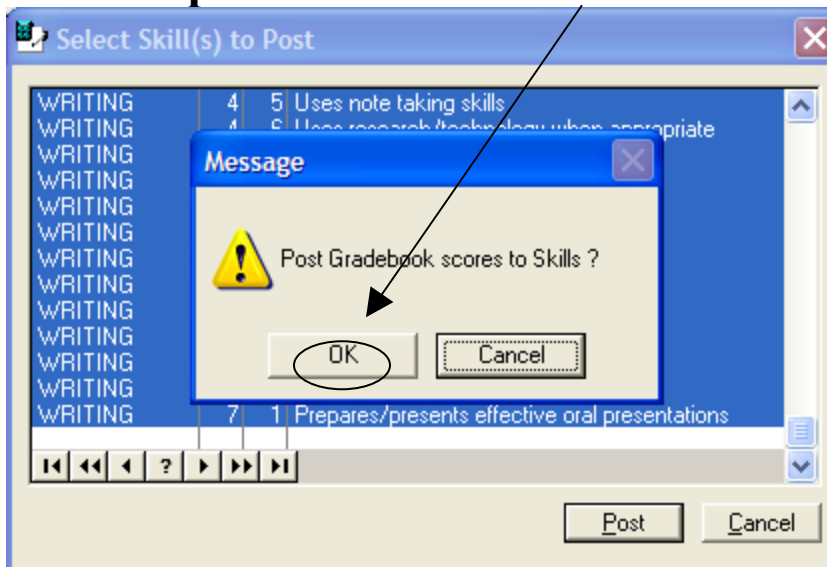 Select Skill(s) to Post
WRITING 4 5 Uses note taking skills
WRITING 4 6 Uses research/technology when appropriate
WRITING
WRITING
WRITING
WRITING
WRITING
WRITING
WRITING
WRITING
WRITING
WRITING
WRITING 7 1 Prepares/presents effective oral presentations
Message
Post Gradebook scores to Skills ?
OK Cancel
?
Post Cancel